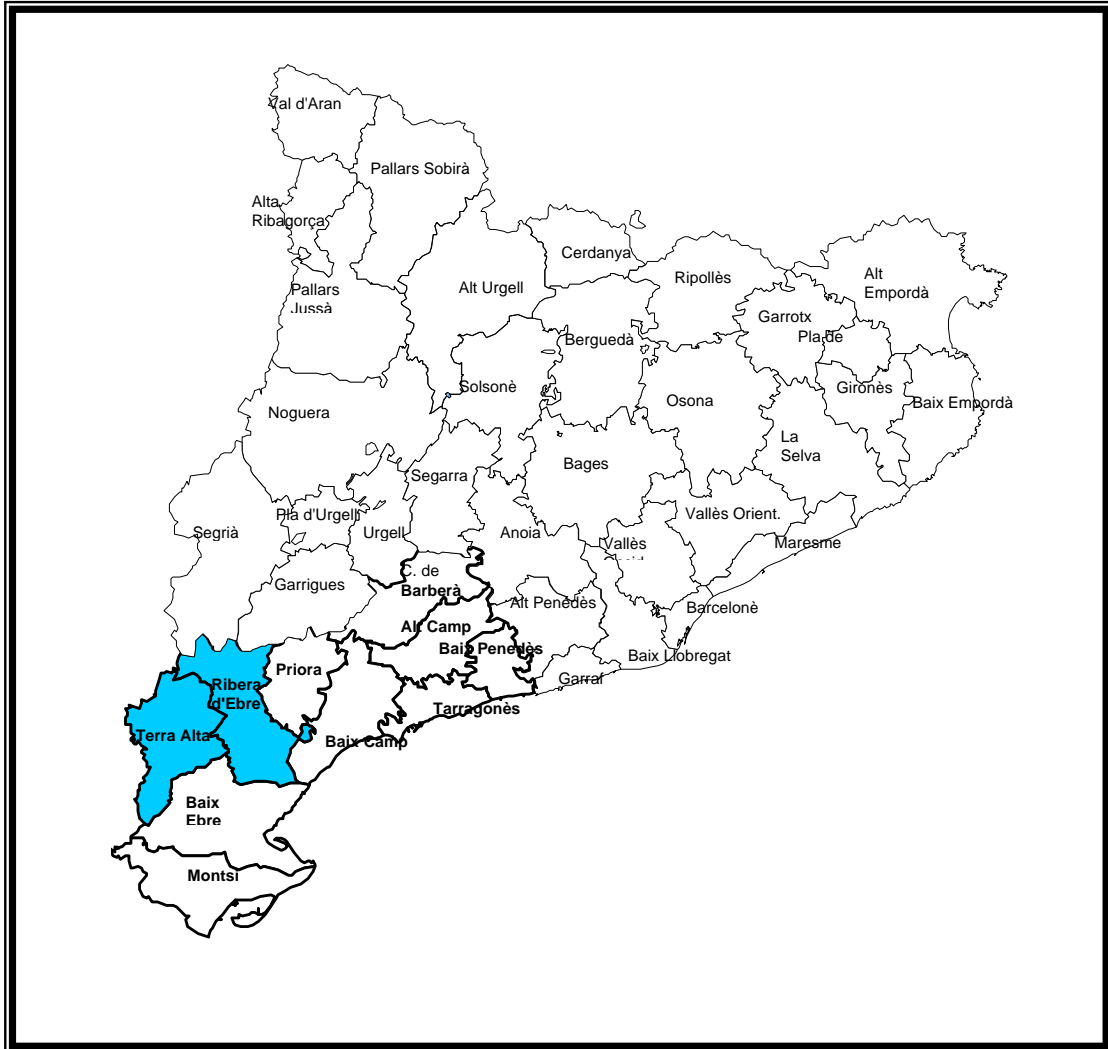 Val d'Aran
Pallars Sobirà
Alta
Ribagorça
Cerdanya
Ripollès
Alt
Empordà
Alt Urgell
Pallars
Jussà
Garrotx
Pla de
Berguedà
Solsonè
Gironès
Osona
Baix Empordà
Noguera
La
Selva
Bages
Segarra
Pla d'Urgell
Vallès Orient.
Segrià
Urgell
Anoia
Vallès
Maresme
C. de
Barberà
Garrigues
Alt Penedès
Barcelonè
Alt Camp
Baix Penedès
Baix Llobregat
Priora
Garraf
Ribera
d'Ebre
Tarragonès
Terra Alta
Baix Camp
Baix
Ebre
Montsi